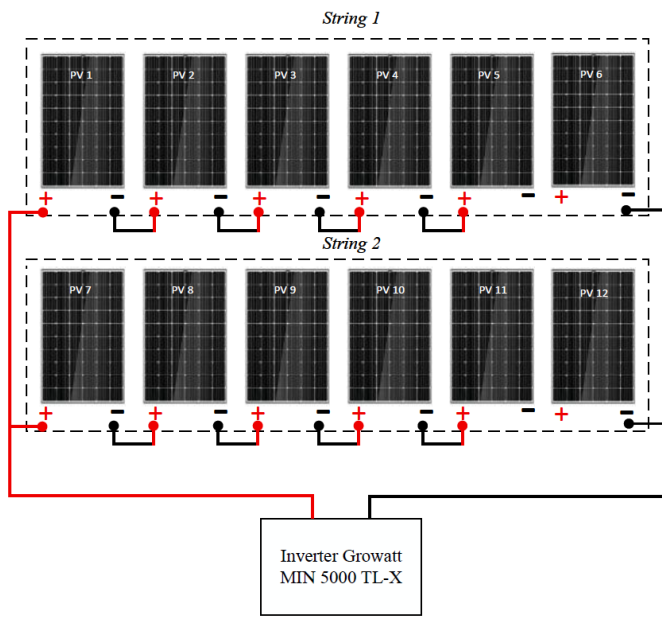 String 1
PV 1 PV 2 PV 3 PV 4 PV 5 PV 6
+ − + − + − + − + − + −
String 2
PV 7 PV 8 PV 9 PV 10 PV 11 PV 12
+ − + − + − + − + − + −
Inverter Growatt
MIN 5000 TL-X